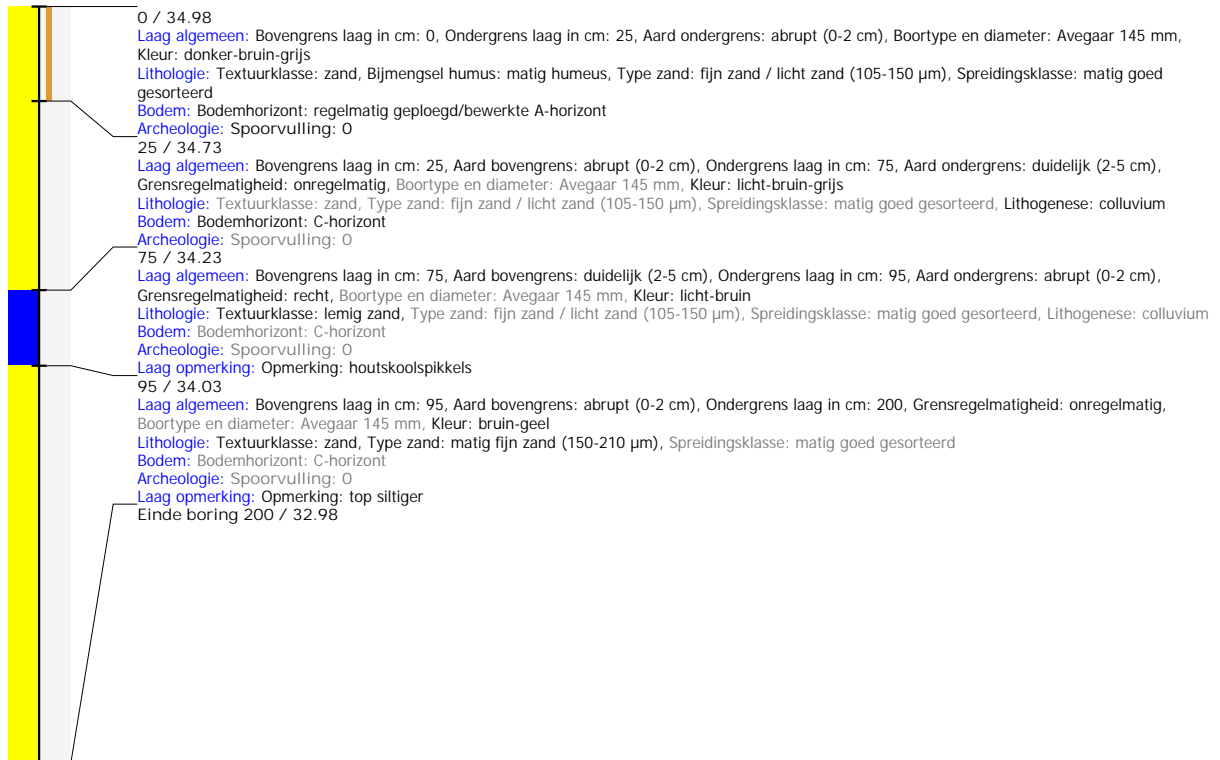 0 / 34.98
Laag algemeen: Bovengrens laag in cm: 0, Ondergrens laag in cm: 25, Aard ondergrens: abrupt (0-2 cm), Boortype en diameter: Avegaar 145 mm,
Kleur: donker-bruin-grijs
Lithologie: Textuurklasse: zand, Bijmengsel humus: matig humeus, Type zand: fijn zand / licht zand (105-150 µm), Spreidingsklasse: matig goed
gesorteerd
Bodem: Bodemhorizont: regelmatig geploegd/bewerkte A-horizont
Archeologie: Spoorvulling: 0
25 / 34.73
Laag algemeen: Bovengrens laag in cm: 25, Aard bovengrens: abrupt (0-2 cm), Ondergrens laag in cm: 75, Aard ondergrens: duidelijk (2-5 cm),
Grensregelmatigheid: onregelmatig, Boortype en diameter: Avegaar 145 mm, Kleur: licht-bruin-grijs
Lithologie: Textuurklasse: zand, Type zand: fijn zand / licht zand (105-150 µm), Spreidingsklasse: matig goed gesorteerd, Lithogenese: colluvium
Bodem: Bodemhorizont: C-horizont
Archeologie: Spoorvulling: 0
75 / 34.23
Laag algemeen: Bovengrens laag in cm: 75, Aard bovengrens: duidelijk (2-5 cm), Ondergrens laag in cm: 95, Aard ondergrens: abrupt (0-2 cm),
Grensregelmatigheid: recht, Boortype en diameter: Avegaar 145 mm, Kleur: licht-bruin
Lithologie: Textuurklasse: lemig zand, Type zand: fijn zand / licht zand (105-150 µm), Spreidingsklasse: matig goed gesorteerd, Lithogenese: colluvium
Bodem: Bodemhorizont: C-horizont
Archeologie: Spoorvulling: 0
Laag opmerking: Opmerking: houtskoolspikkels
95 / 34.03
Laag algemeen: Bovengrens laag in cm: 95, Aard bovengrens: abrupt (0-2 cm), Ondergrens laag in cm: 200, Grensregelmatigheid: onregelmatig,
Boortype en diameter: Avegaar 145 mm, Kleur: bruin-geel
Lithologie: Textuurklasse: zand, Type zand: matig fijn zand (150-210 µm), Spreidingsklasse: matig goed gesorteerd
Bodem: Bodemhorizont: C-horizont
Archeologie: Spoorvulling: 0
Laag opmerking: Opmerking: top siltiger
Einde boring 200 / 32.98